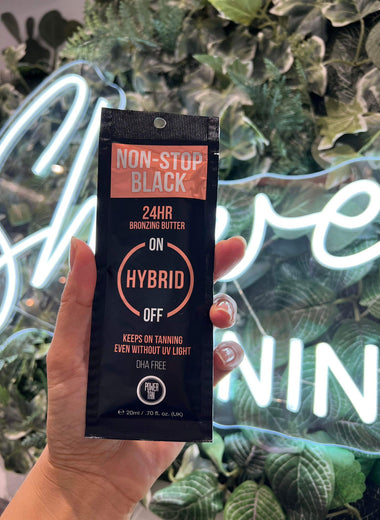 NON-STOP
BLACK
24HR
BRONZING BUTTER
ON
HYBRID
OFF
KEEPS ON TANNING
EVEN WITHOUT UV LIGHT
DHA FREE
POWER
TAN
℮ 20ml / .70 fl. oz. (UK)
NIN